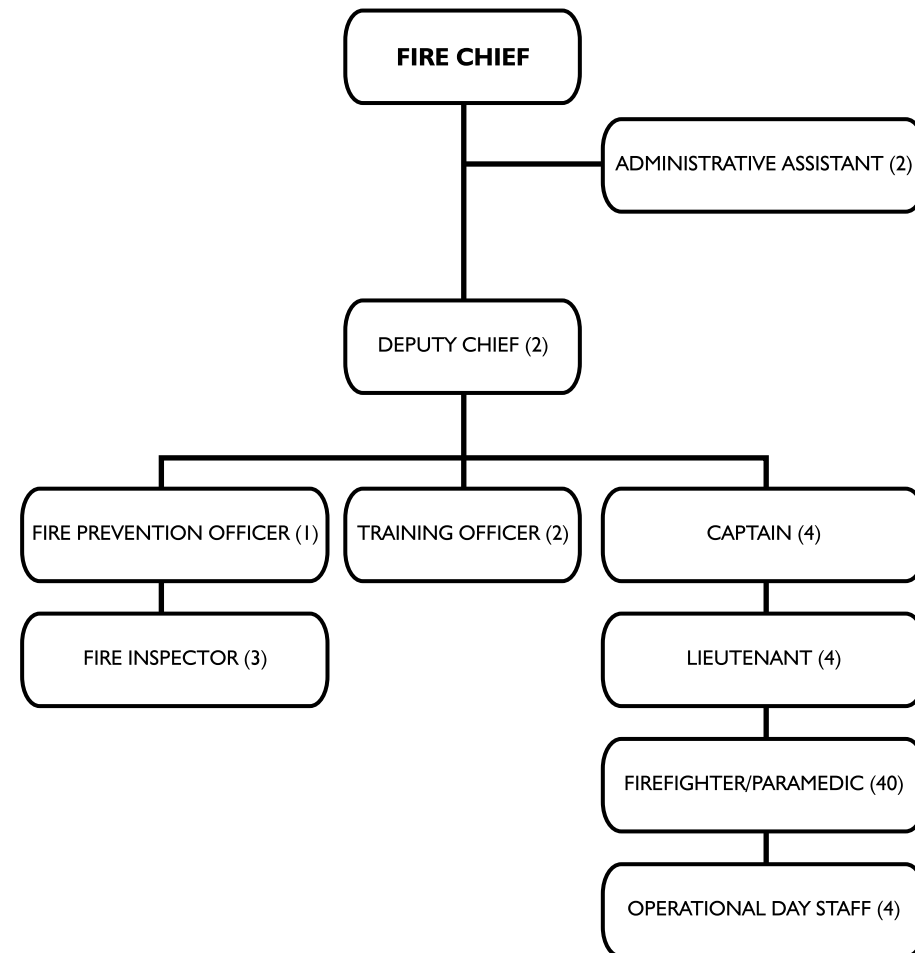 FIRE CHIEF
ADMINISTRATIVE ASSISTANT (2)
DEPUTY CHIEF (2)
FIRE PREVENTION OFFICER (1)
TRAINING OFFICER (2)
CAPTAIN (4)
FIRE INSPECTOR (3)
LIEUTENANT (4)
FIREFIGHTER/PARAMEDIC (40)
OPERATIONAL DAY STAFF (4)